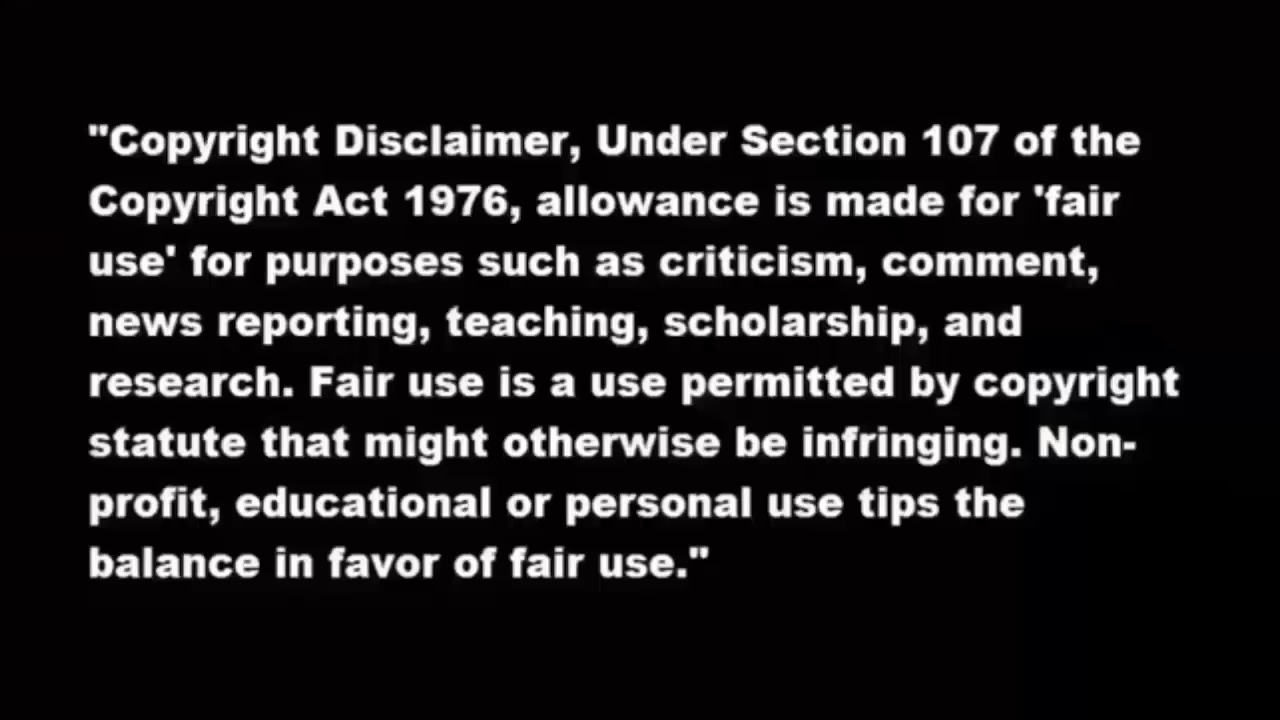 "Copyright Disclaimer, Under Section 107 of the
Copyright Act 1976, allowance is made for 'fair
use' for purposes such as criticism, comment,
news reporting, teaching, scholarship, and
research. Fair use is a use permitted by copyright
statute that might otherwise be infringing. Non-
profit, educational or personal use tips the
balance in favor of fair use."